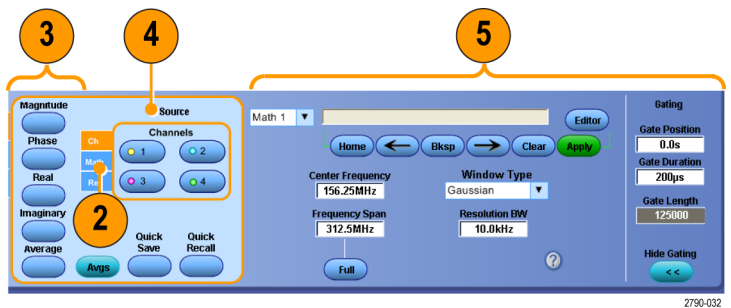 3
4
5
Magnitude
Phase
Real
Imaginary
Average
Source
Ch
Math
Re
2
Channels
1
2
3
4
Avgs
Quick Save
Quick Recall
Math 1
Editor
Home
Bksp
Clear
Apply
Center Frequency
156.25MHz
Window Type
Gaussian
Frequency Span
312.5MHz
Resolution BW
10.0kHz
Full
?
Gating
Gate Position
0.0s
Gate Duration
200µs
Gate Length
125000
Hide Gating
<<
2790-032